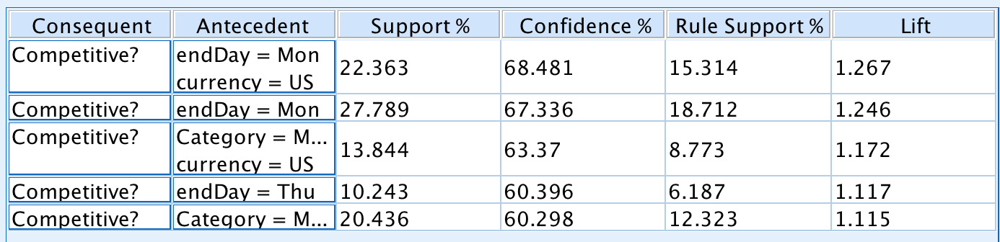 Consequent Antecedent Support % Confidence % Rule Support % Lift
Competitive? endDay = Mon 22.363 68.481 15.314 1.267
currency = US
Competitive? endDay = Mon 27.789 67.336 18.712 1.246
Competitive? Category = M... 13.844 63.37 8.773 1.172
currency = US
Competitive? endDay = Thu 10.243 60.396 6.187 1.117
Competitive? Category = M... 20.436 60.298 12.323 1.115